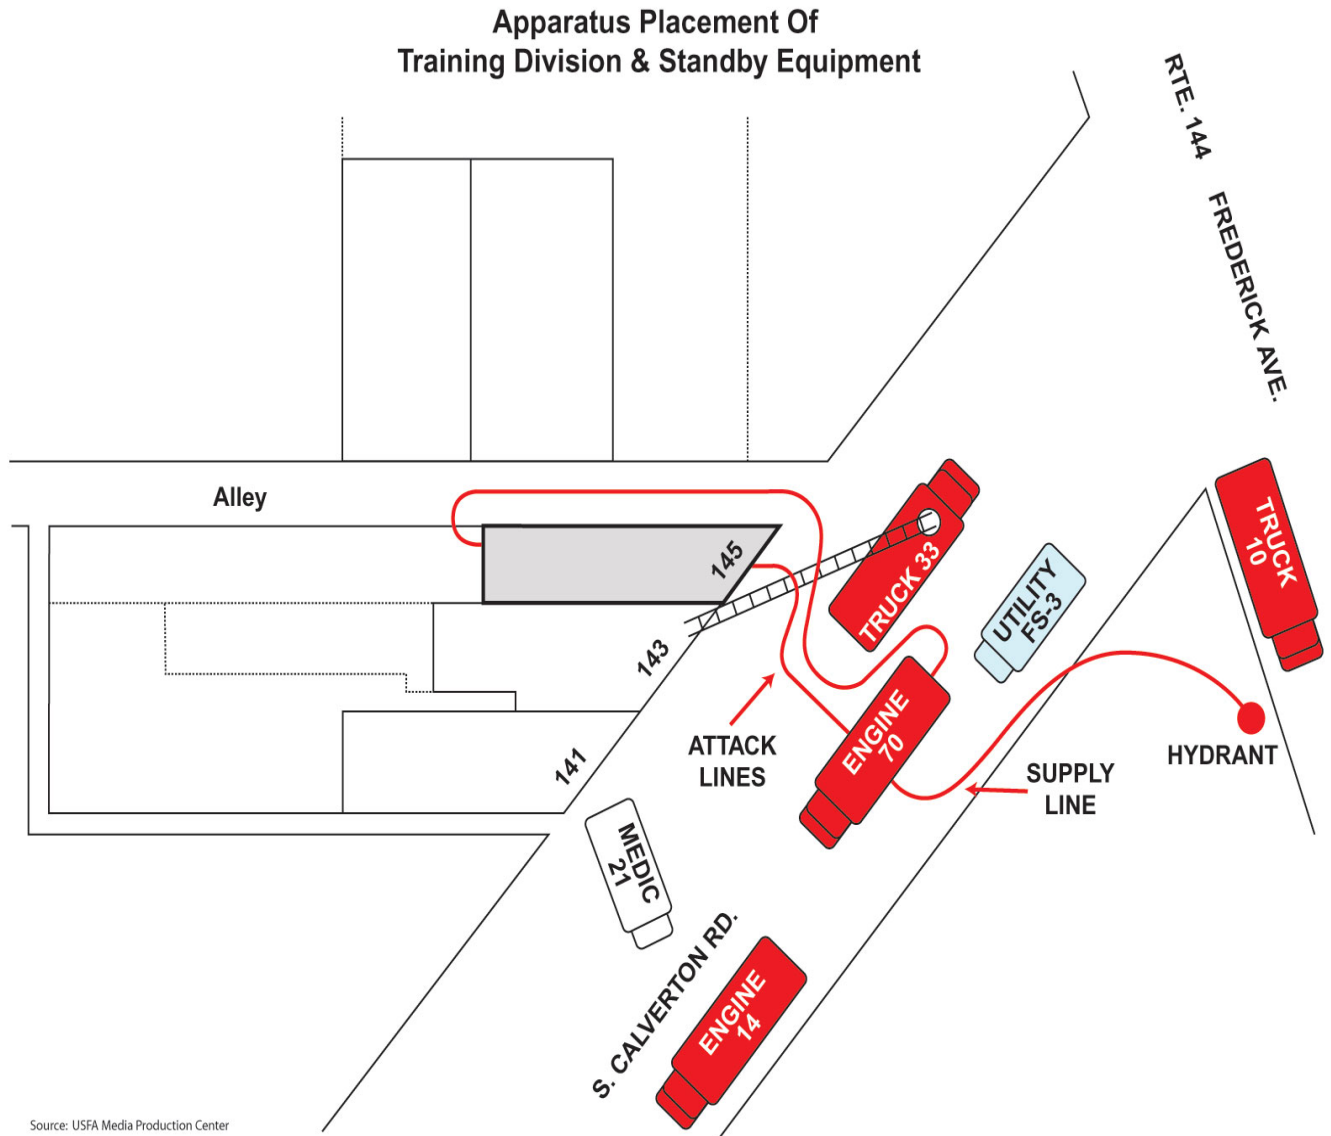 Apparatus Placement Of
Training Division & Standby Equipment
RTE. 144
FREDERICK AVE.
Alley
145
143
141
TRUCK 33
UTILITY
FS-3
TRUCK
10
ENGINE
70
ATTACK
LINES
SUPPLY
LINE
HYDRANT
MEDIC
21
S. CALVERTON RD.
ENGINE
14
Source: USFA Media Production Center